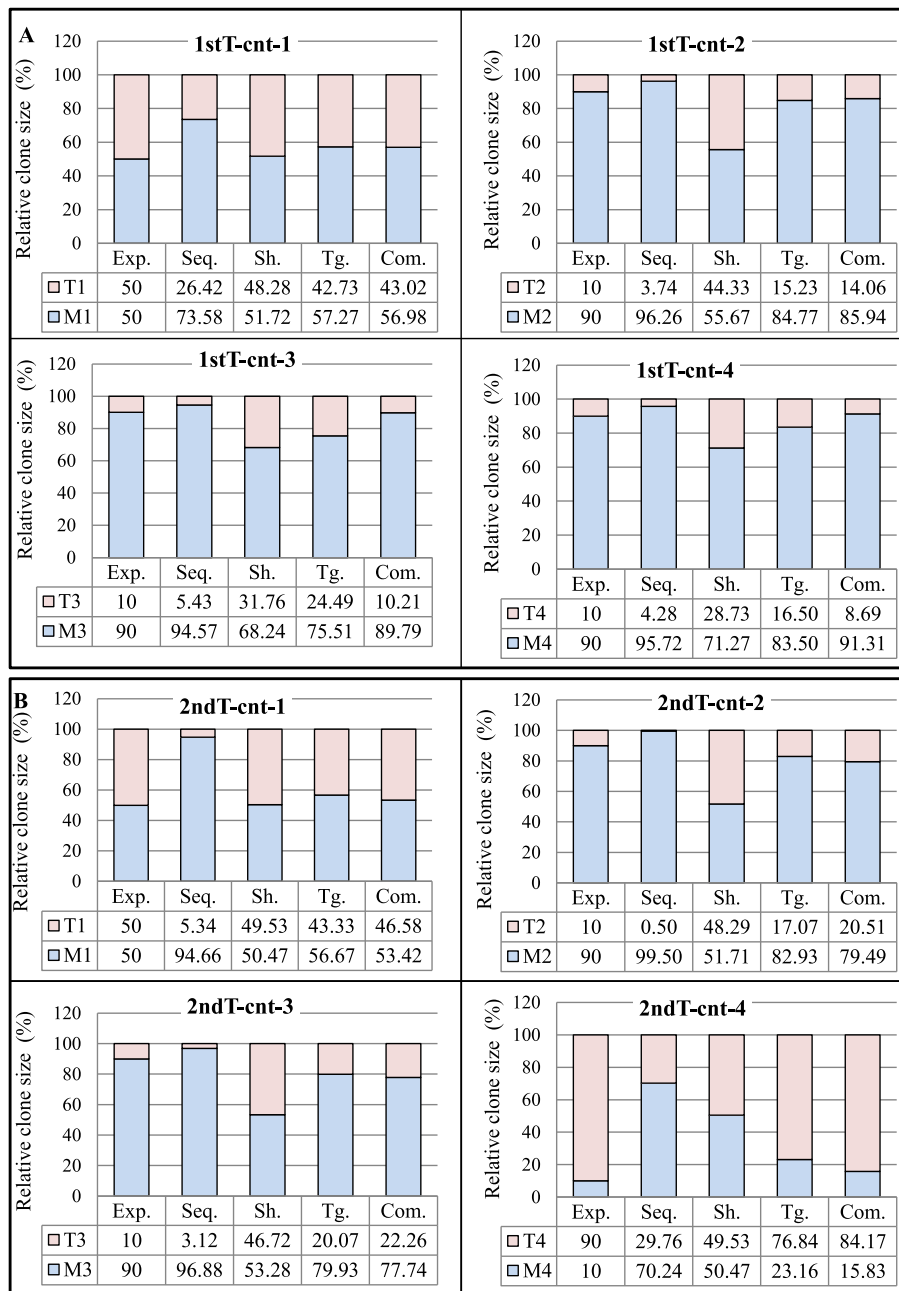 A
1stT-cnt-1
Relative clone size (%)
120
100
80
60
40
20
0
Exp. Seq. Sh. Tg. Com.
T1 50 26.42 48.28 42.73 43.02
M1 50 73.58 51.72 57.27 56.98
1stT-cnt-2
Relative clone size (%)
120
100
80
60
40
20
0
Exp. Seq. Sh. Tg. Com.
T2 10 3.74 44.33 15.23 14.06
M2 90 96.26 55.67 84.77 85.94
1stT-cnt-3
Relative clone size (%)
120
100
80
60
40
20
0
Exp. Seq. Sh. Tg. Com.
T3 10 5.43 31.76 24.49 10.21
M3 90 94.57 68.24 75.51 89.79
1stT-cnt-4
Relative clone size (%)
120
100
80
60
40
20
0
Exp. Seq. Sh. Tg. Com.
T4 10 4.28 28.73 16.50 8.69
M4 90 95.72 71.27 83.50 91.31
B
2ndT-cnt-1
Relative clone size (%)
120
100
80
60
40
20
0
Exp. Seq. Sh. Tg. Com.
T1 50 5.34 49.53 43.33 46.58
M1 50 94.66 50.47 56.67 53.42
2ndT-cnt-2
Relative clone size (%)
120
100
80
60
40
20
0
Exp. Seq. Sh. Tg. Com.
T2 10 0.50 48.29 17.07 20.51
M2 90 99.50 51.71 82.93 79.49
2ndT-cnt-3
Relative clone size (%)
120
100
80
60
40
20
0
Exp. Seq. Sh. Tg. Com.
T3 10 3.12 46.72 20.07 22.26
M3 90 96.88 53.28 79.93 77.74
2ndT-cnt-4
Relative clone size (%)
120
100
80
60
40
20
0
Exp. Seq. Sh. Tg. Com.
T4 90 29.76 49.53 76.84 84.17
M4 10 70.24 50.47 23.16 15.83